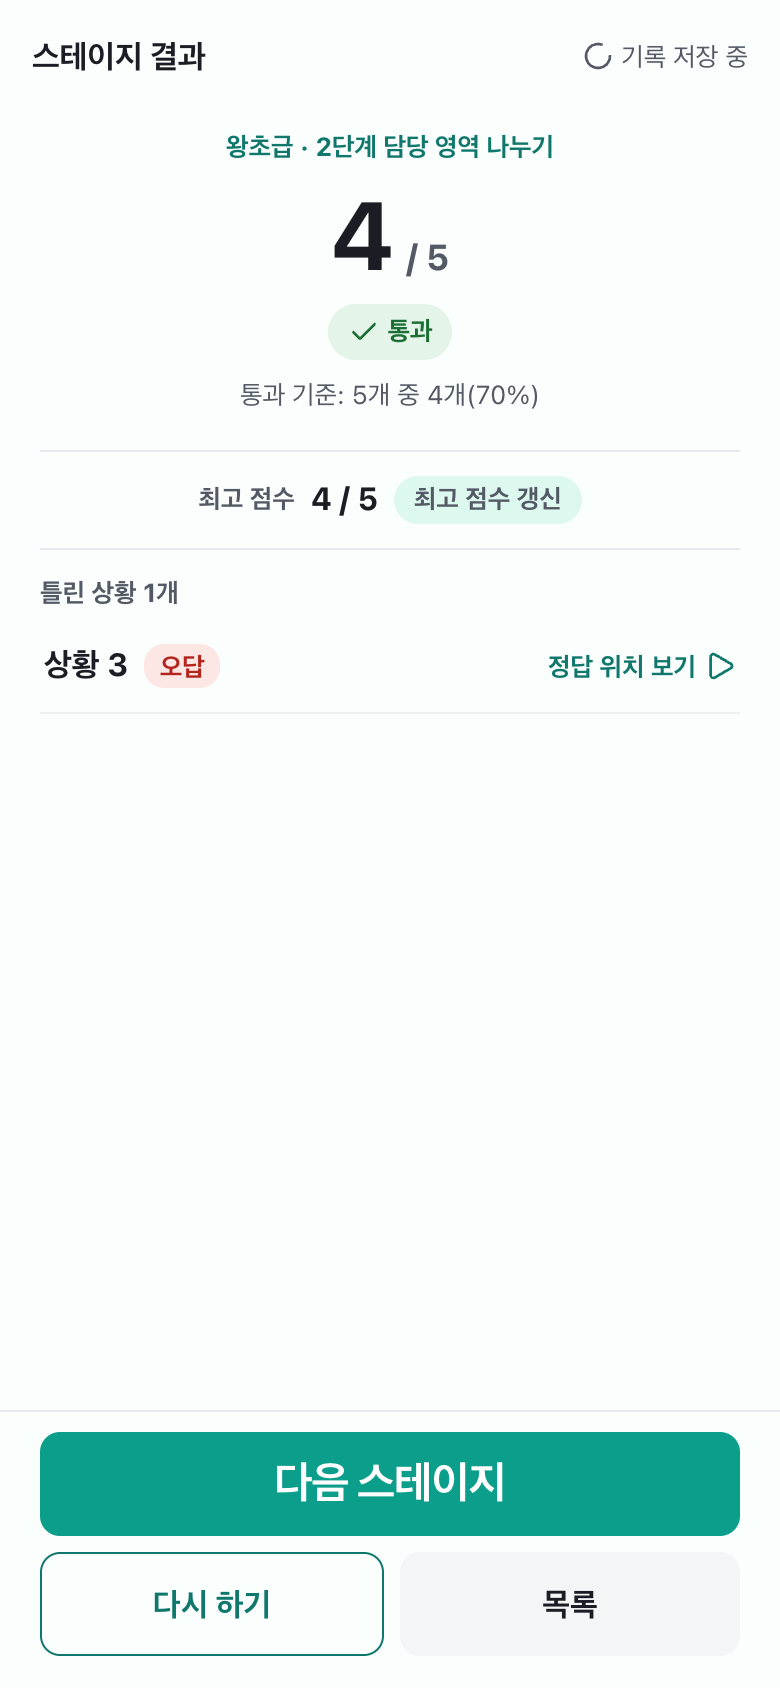 스테이지 결과
기록 저장 중
왕초급 · 2단계 담당 영역 나누기
4 / 5
통과
통과 기준: 5개 중 4개(70%)
최고 점수 4 / 5 최고 점수 갱신
틀린 상황 1개
상황 3 오답 정답 위치 보기
다음 스테이지
다시 하기
목록